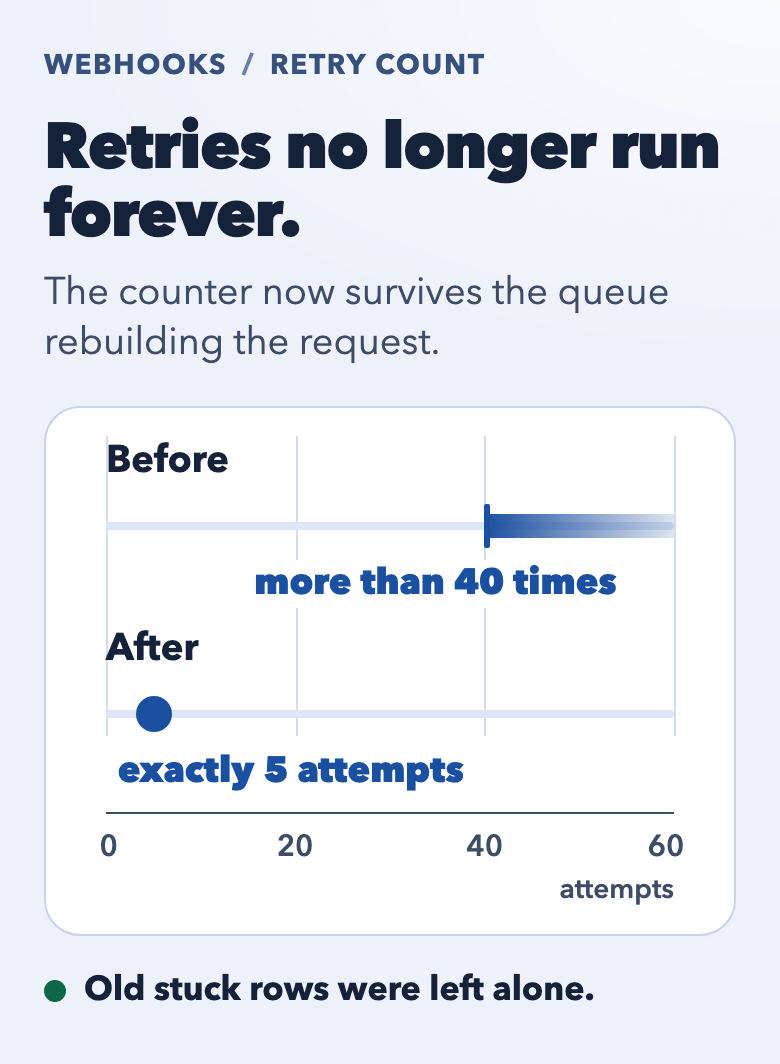 WEBHOOKS / RETRY COUNT
Retries no longer run
forever.
The counter now survives the queue
rebuilding the request.
Before
more than 40 times
After
exactly 5 attempts
0 20 40 60
attempts
Old stuck rows were left alone.